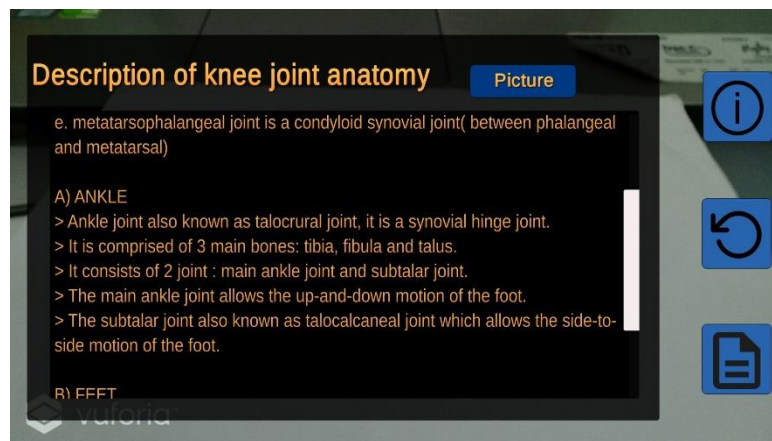 Description of knee joint anatomy
Picture
e. metatarsophalangeal joint is a condyloid synovial joint( between phalangeal
and metatarsal)
A) ANKLE
> Ankle joint also known as talocrural joint, it is a synovial hinge joint.
> It is comprised of 3 main bones: tibia, fibula and talus.
> It consists of 2 joint : main ankle joint and subtalar joint.
> The main ankle joint allows the up-and-down motion of the foot.
> The subtalar joint also known as talocalcaneal joint which allows the side-to-
side motion of the foot.
B) FEET
vuforia